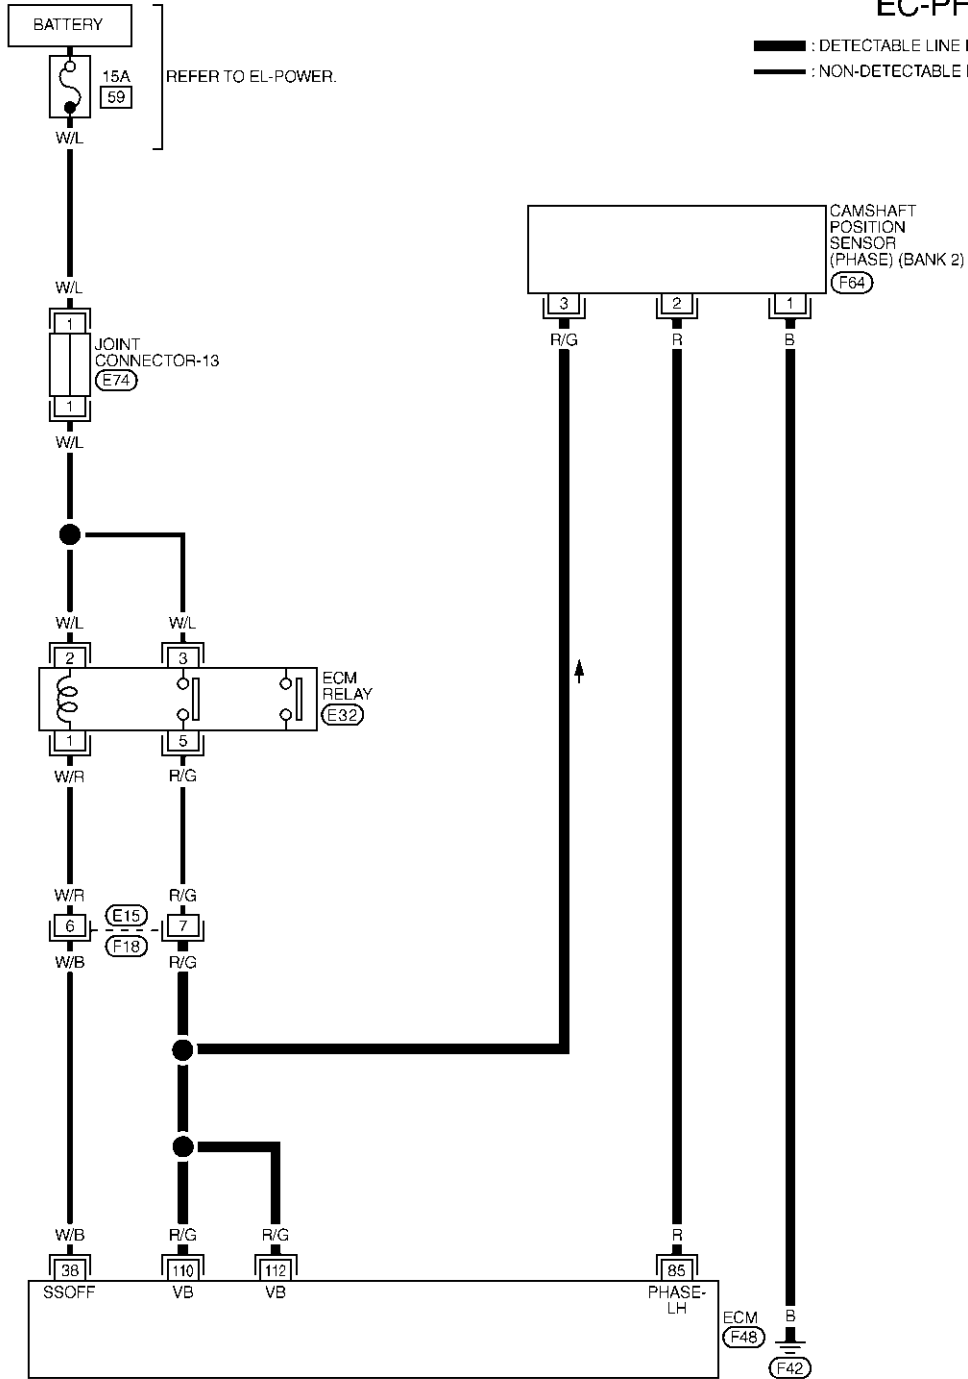 EC-PH
BATTERY
: DETECTABLE LINE
: NON-DETECTABLE
15A
59
REFER TO EL-POWER.
W/L
CAMSHAFT
POSITION
SENSOR
(PHASE) (BANK 2)
F64
W/L
1
3
2
1
R/G
R
B
JOINT
CONNECTOR-13
E74
1
W/L
W/L
W/L
2
3
ECM
RELAY
E32
1
5
W/R
R/G
W/R
R/G
6
E15
7
F18
W/B
R/G
W/B
R/G
R/G
R
38
110
112
85
SSOFF
VB
VB
PHASE-
LH
ECM
F48
B
F42